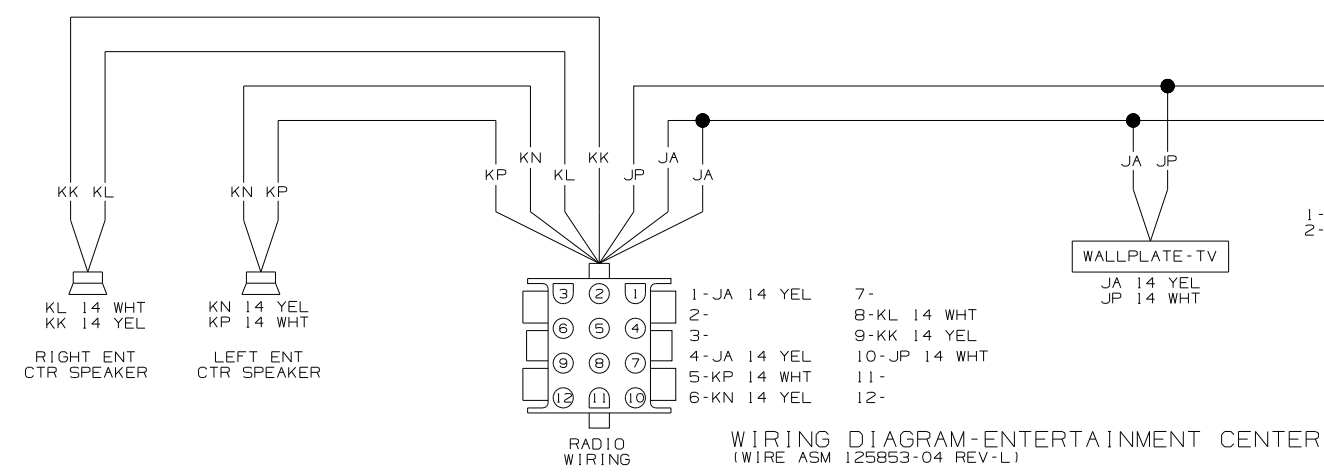 KK
KN
JA
KP
KL
JP
JA
JA JP
KK KL
KN KP
1-
2-
WALLPLATE-TV
JA 14 YEL
JP 14 WHT
KL 14 WHT
KK 14 YEL
RIGHT ENT
CTR SPEAKER
KN 14 YEL
KP 14 WHT
LEFT ENT
CTR SPEAKER
3 2 1
6 5 4
9 8 7
12 11 10
RADIO
WIRING
1-JA 14 YEL
2-
3-
4-JA 14 YEL
5-KP 14 WHT
6-KN 14 YEL
7-
8-KL 14 WHT
9-KK 14 YEL
10-JP 14 WHT
11-
12-
WIRING DIAGRAM-ENTERTAINMENT CENTER
(WIRE ASM 125853-04 REV-L)